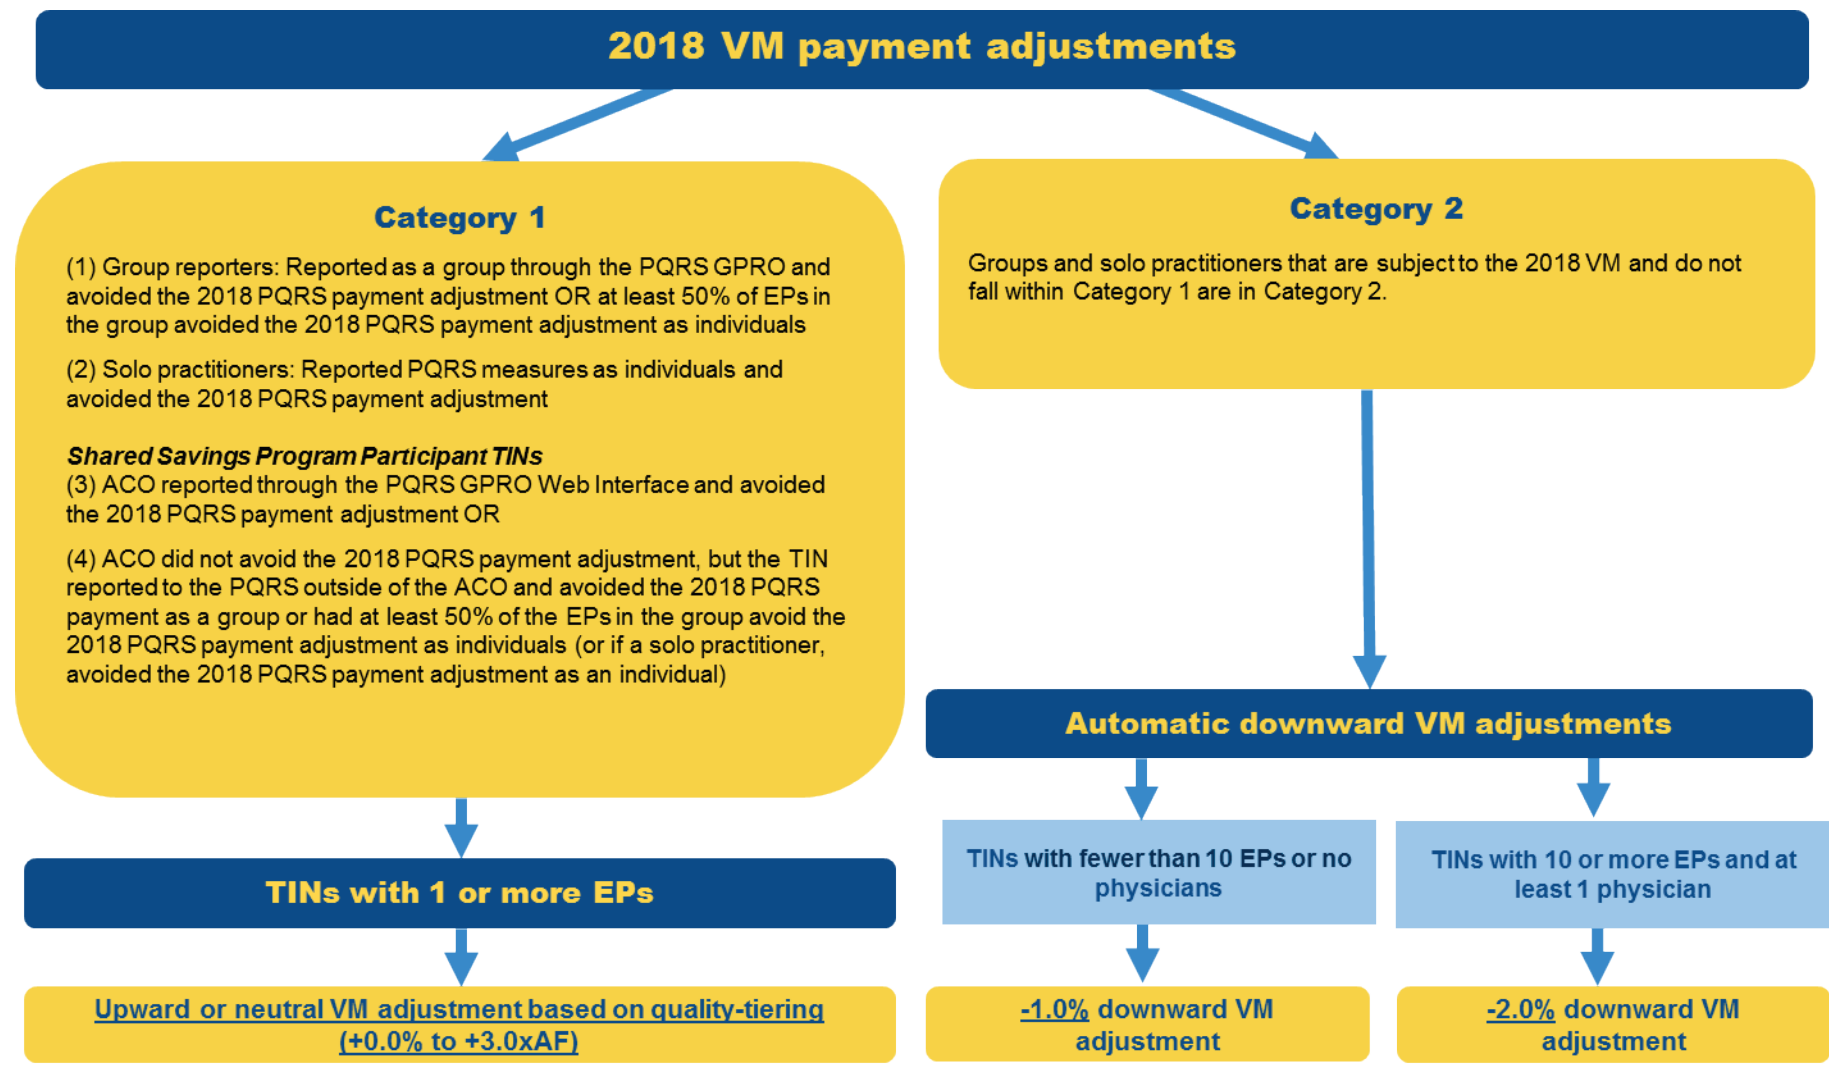 2018 VM payment adjustments
Category 1
(1) Group reporters: Reported as a group through the PQRS GPRO and
avoided the 2018 PQRS payment adjustment OR at least 50% of EPs in
the group avoided the 2018 PQRS payment adjustment as individuals
(2) Solo practitioners: Reported PQRS measures as individuals and
avoided the 2018 PQRS payment adjustment
Shared Savings Program Participant TINs
(3) ACO reported through the PQRS GPRO Web Interface and avoided
the 2018 PQRS payment adjustment OR
(4) ACO did not avoid the 2018 PQRS payment adjustment, but the TIN
reported to the PQRS outside of the ACO and avoided the 2018 PQRS
payment as a group or had at least 50% of the EPs in the group avoid the
2018 PQRS payment adjustment as individuals (or if a solo practitioner,
avoided the 2018 PQRS payment adjustment as an individual)
TINs with 1 or more EPs
Upward or neutral VM adjustment based on quality-tiering
(+0.0% to +3.0xAF)
Category 2
Groups and solo practitioners that are subject to the 2018 VM and do not
fall within Category 1 are in Category 2.
Automatic downward VM adjustments
TINs with fewer than 10 EPs or no
physicians
-1.0% downward VM
adjustment
TINs with 10 or more EPs and at
least 1 physician
-2.0% downward VM
adjustment